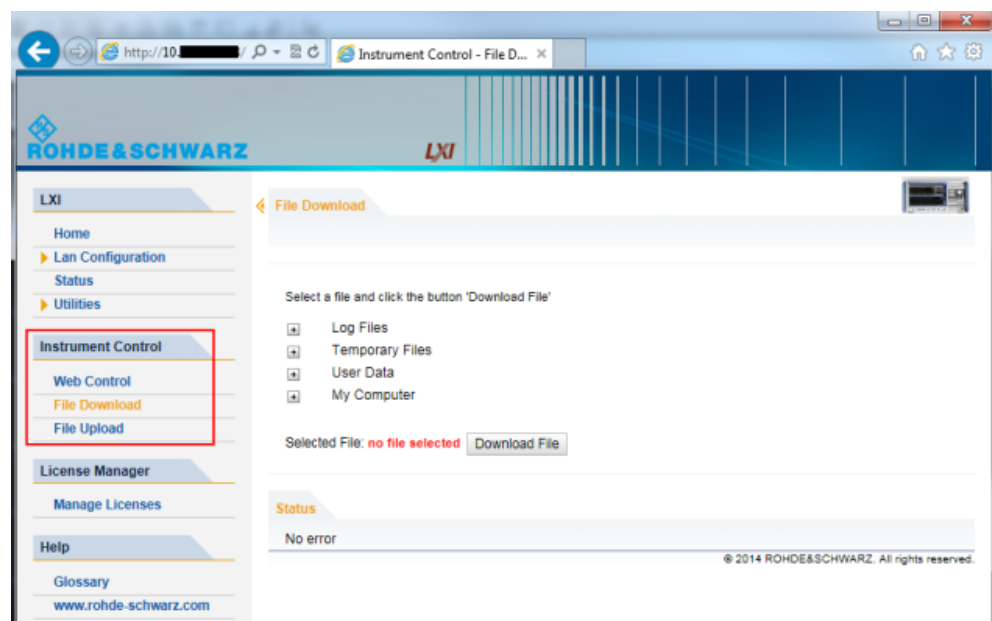 http://10.
/
Instrument Control - File D...
ROHDE&SCHWARZ
LXI
LXI
Home
Lan Configuration
Status
Utilities
Instrument Control
Web Control
File Download
File Upload
License Manager
Manage Licenses
Help
Glossary
www.rohde-schwarz.com
File Download
Select a file and click the button 'Download File'
Log Files
Temporary Files
User Data
My Computer
Selected File: no file selected Download File
Status
No error
© 2014 ROHDE&SCHWARZ. All rights reserved.